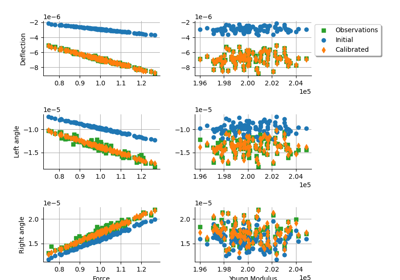 1e−6
1e−6
−2
−4
−6
−8
Deflection
−2
−4
−6
−8
0.8 0.9 1.0 1.1 1.2
1.96 1.98 2.00 2.02 2.04
1e5
Observations
Initial
Calibrated
1e−5
1e−5
−1.0
−1.5
Left angle
−1.0
−1.5
0.8 0.9 1.0 1.1 1.2
1.96 1.98 2.00 2.02 2.04
1e5
1e−5
1e−5
2.0
1.5
Right angle
2.0
1.5
0.8 0.9 1.0 1.1 1.2
1.96 1.98 2.00 2.02 2.04
1e5
Force
Young Modulus